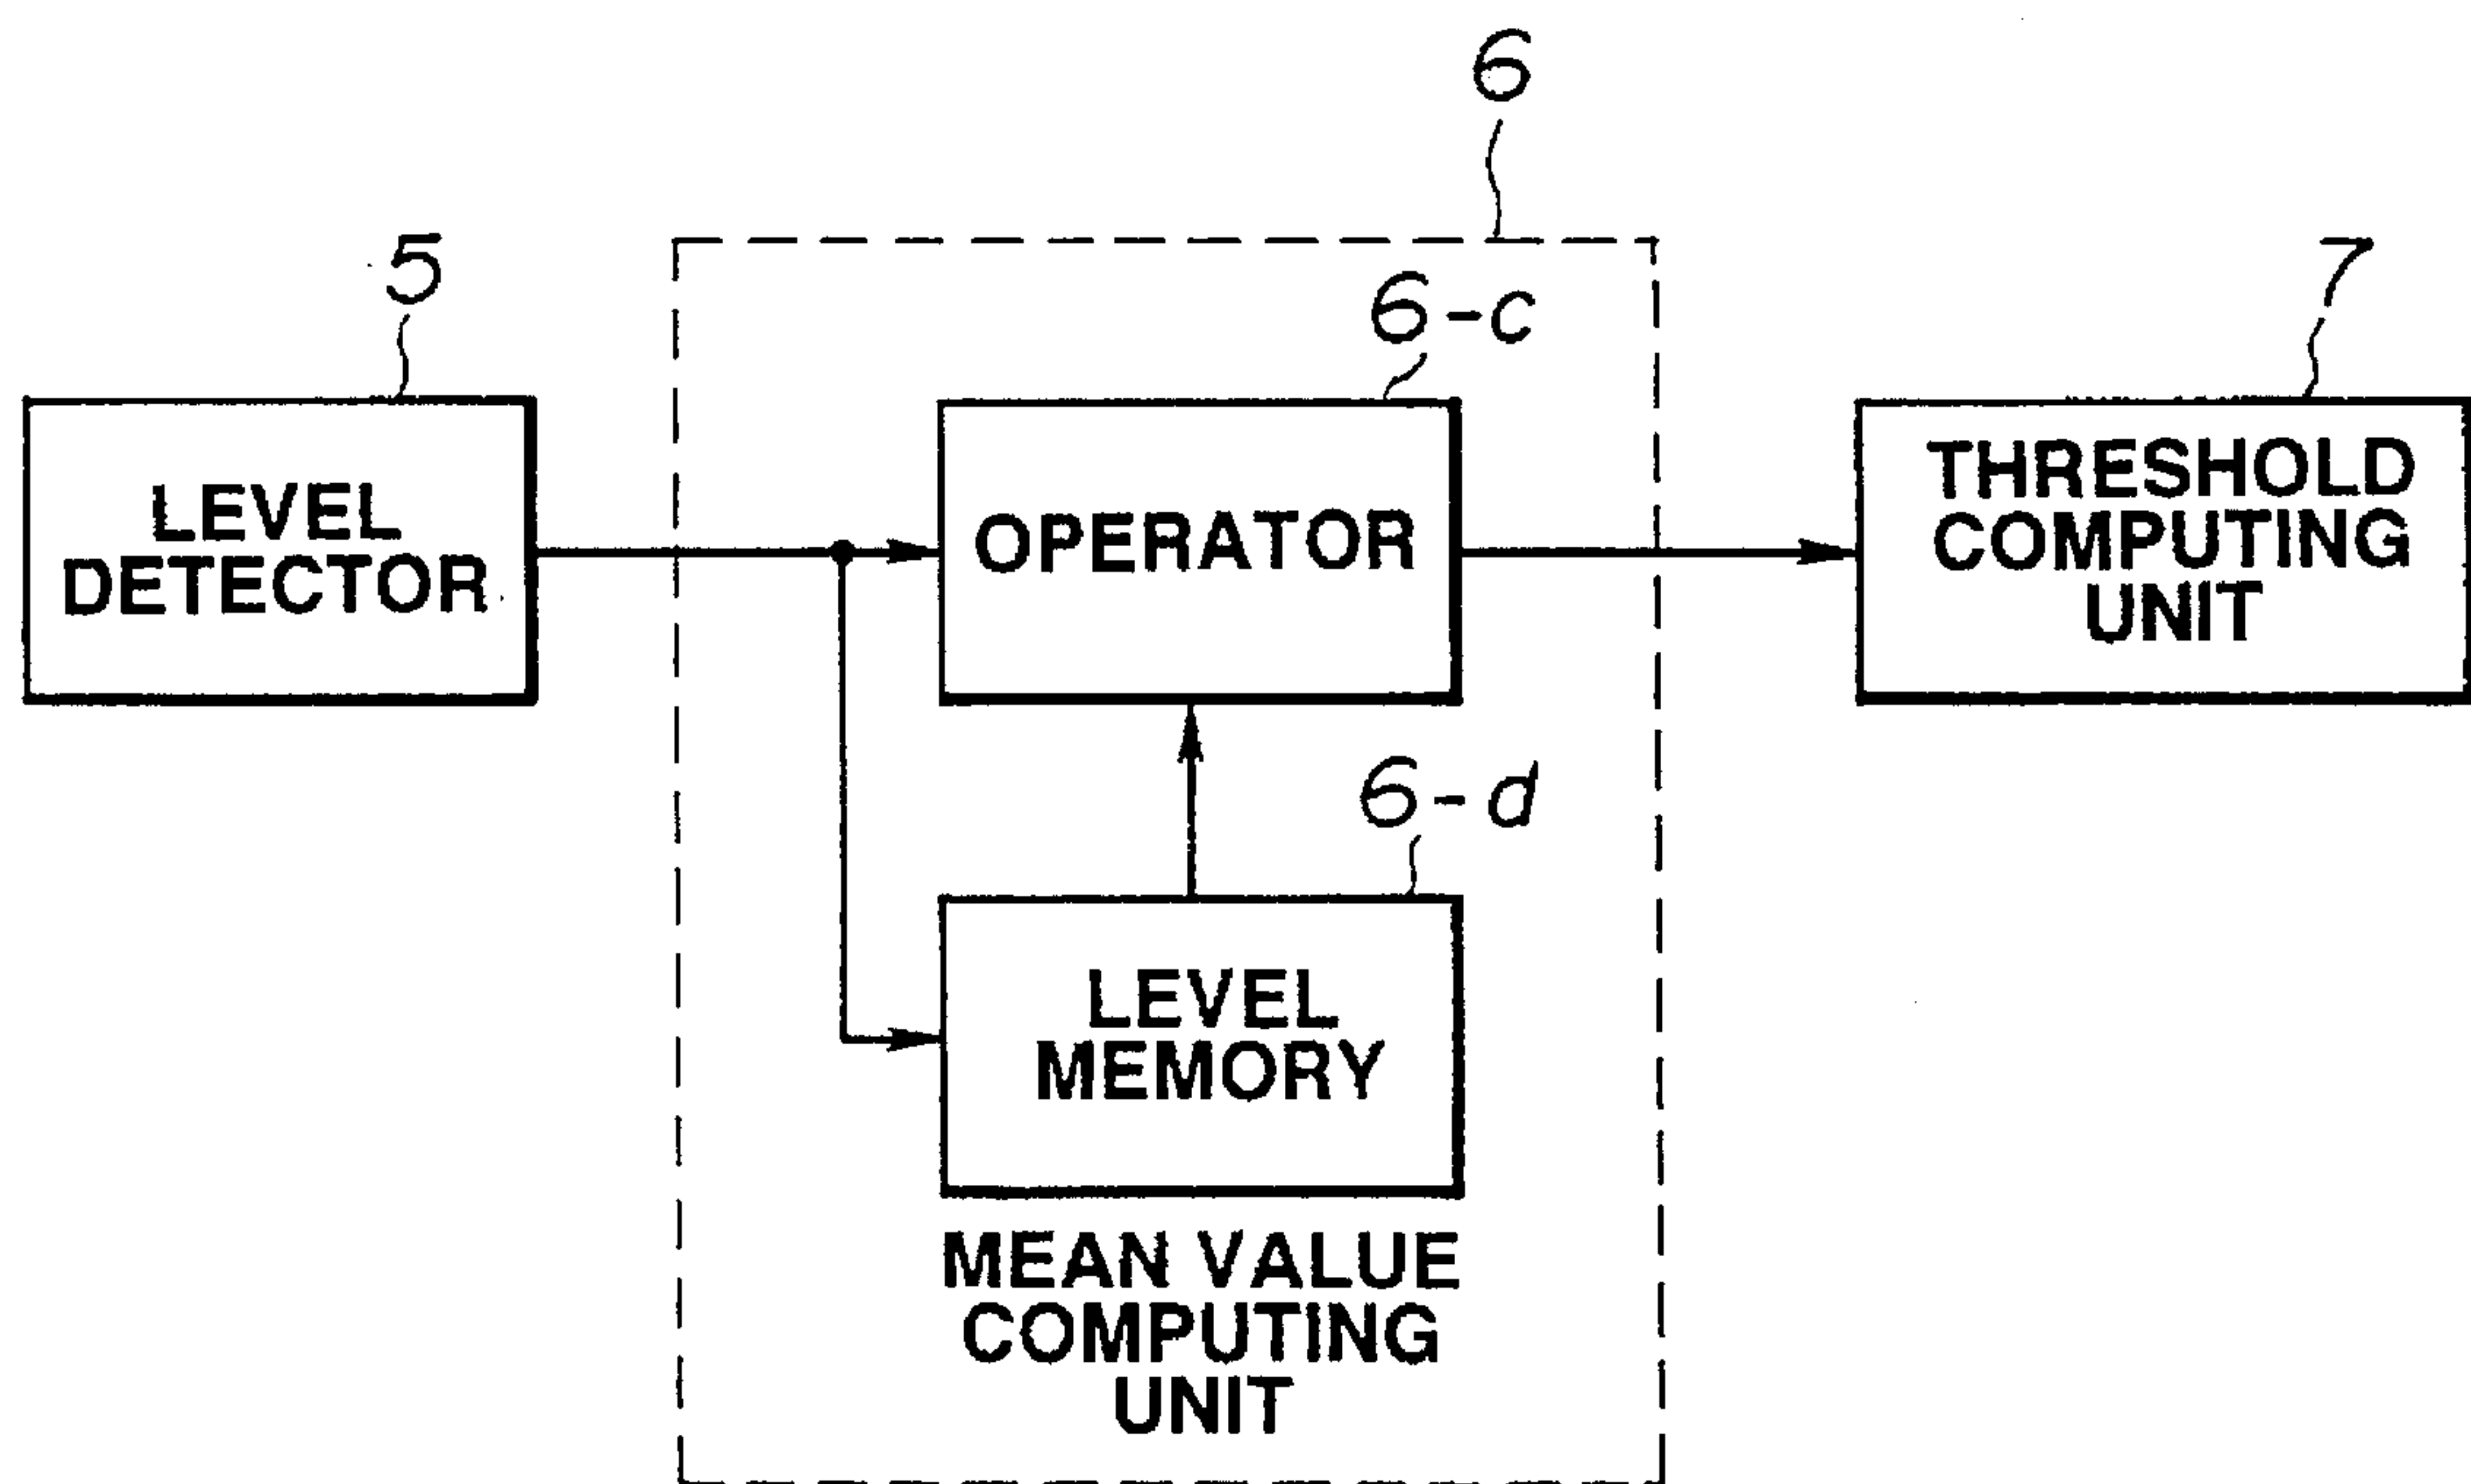 6
5
6-c
7
LEVEL
DETECTOR
OPERATOR
THRESHOLD
COMPUTING
UNIT
6-d
LEVEL
MEMORY
MEAN VALUE
COMPUTING
UNIT